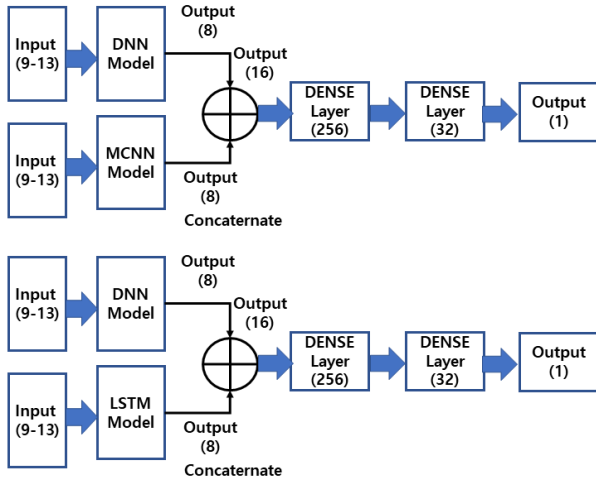 Output
(8)
Input
(9-13)
DNN
Model
Output
(16)
DENSE
Layer
(256)
DENSE
Layer
(32)
Output
(1)
Input
(9-13)
MCNN
Model
Output
(8)
Concaternate
Output
(8)
Input
(9-13)
DNN
Model
Output
(16)
DENSE
Layer
(256)
DENSE
Layer
(32)
Output
(1)
Input
(9-13)
LSTM
Model
Output
(8)
Concaternate